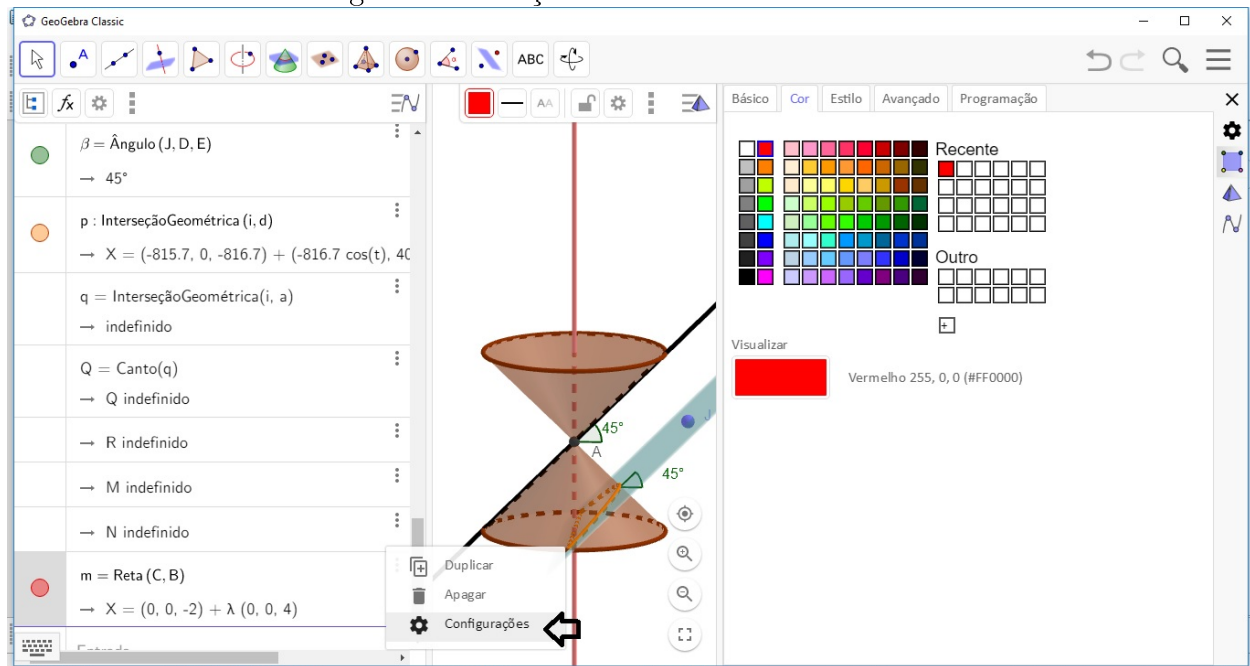 GeoGebra Classic
ABC
fx
AA
β = Ângulo (J, D, E)
→ 45°
p : InterseçãoGeométrica (i, d)
→ X = (-815.7, 0, -816.7) + (-816.7 cos(t), 40
q = InterseçãoGeométrica(i, a)
→ indefinido
Q = Canto(q)
→ Q indefinido
→ R indefinido
→ M indefinido
→ N indefinido
m = Reta (C, B)
→ X = (0, 0, -2) + λ (0, 0, 4)
Entrada
45°
A
J
45°
Duplicar
Apagar
Configurações
Básico Cor Estilo Avançado Programação
Recente
Outro
+
Visualizar
Vermelho 255, 0, 0 (#FF0000)